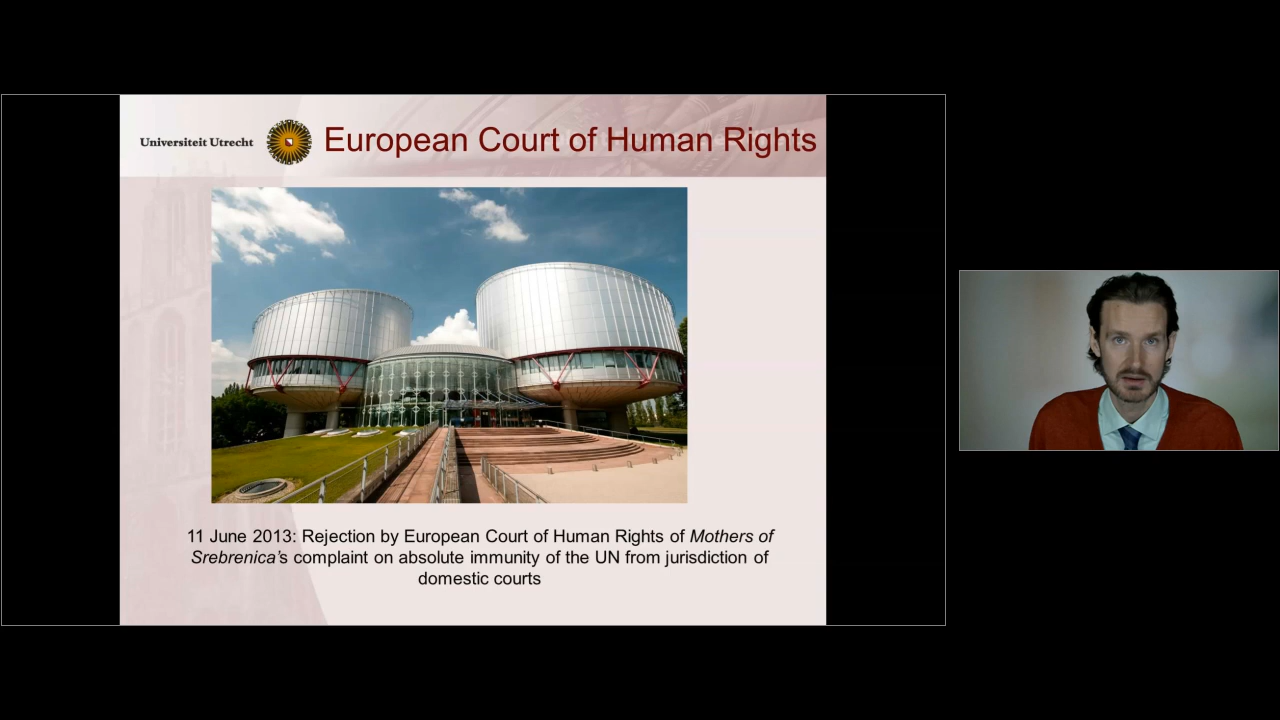 Universiteit Utrecht
European Court of Human Rights
11 June 2013: Rejection by European Court of Human Rights of Mothers of
Srebrenica's complaint on absolute immunity of the UN from jurisdiction of
domestic courts